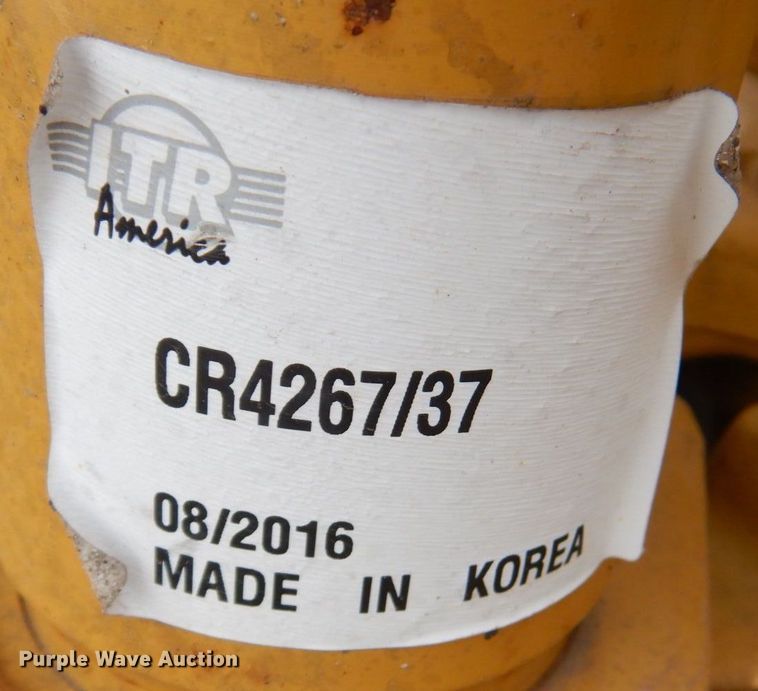 ITR
America
CR4267/37
08/2016
MADE IN KOREA
Purple Wave Auction